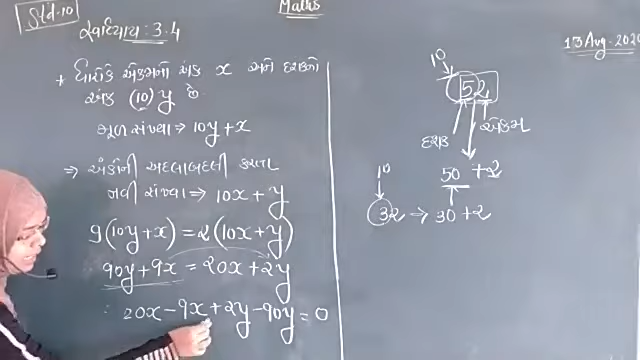 Std-10
Maths
13 Aug-2020
સ્વાધ્યાય: 3.4
* ધારોકે એકમનો અંક x અને દશકનો
અંક (10) y છે
મૂળ સંખ્યા ⇒ 10y+x
⇒ અંકોની અદલાબદલી કરતા
નવી સંખ્યા ⇒ 10x+y
9(10y+x) = 2(10x+y)
90y+9x = 20x+2y
20x-9x+2y-90y=0
10
52
દશક
એકમ
50 +2
10
32 → 30 +2